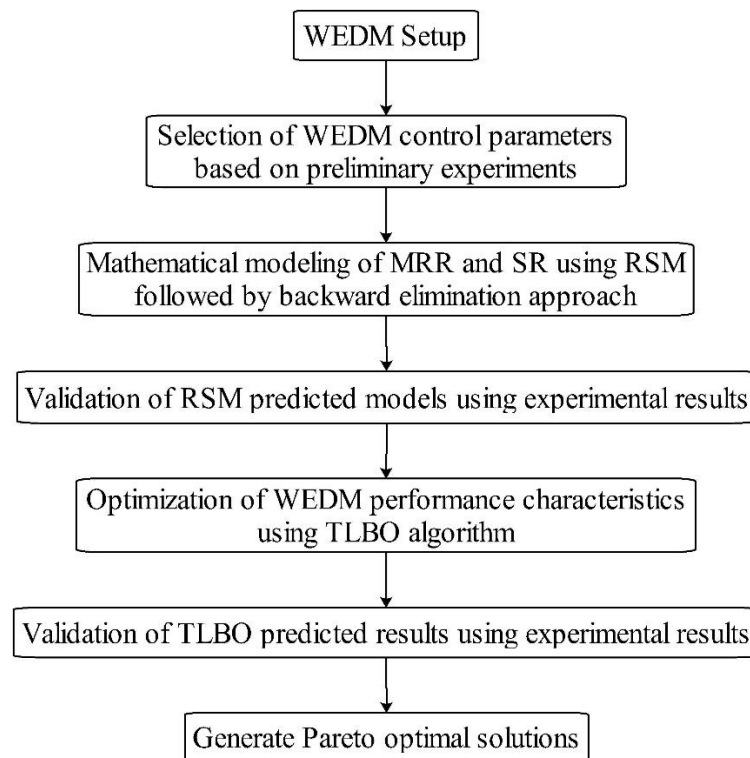 WEDM Setup
Selection of WEDM control parameters
based on preliminary experiments
Mathematical modeling of MRR and SR using RSM
followed by backward elimination approach
Validation of RSM predicted models using experimental results
Optimization of WEDM performance characteristics
using TLBO algorithm
Validation of TLBO predicted results using experimental results
Generate Pareto optimal solutions